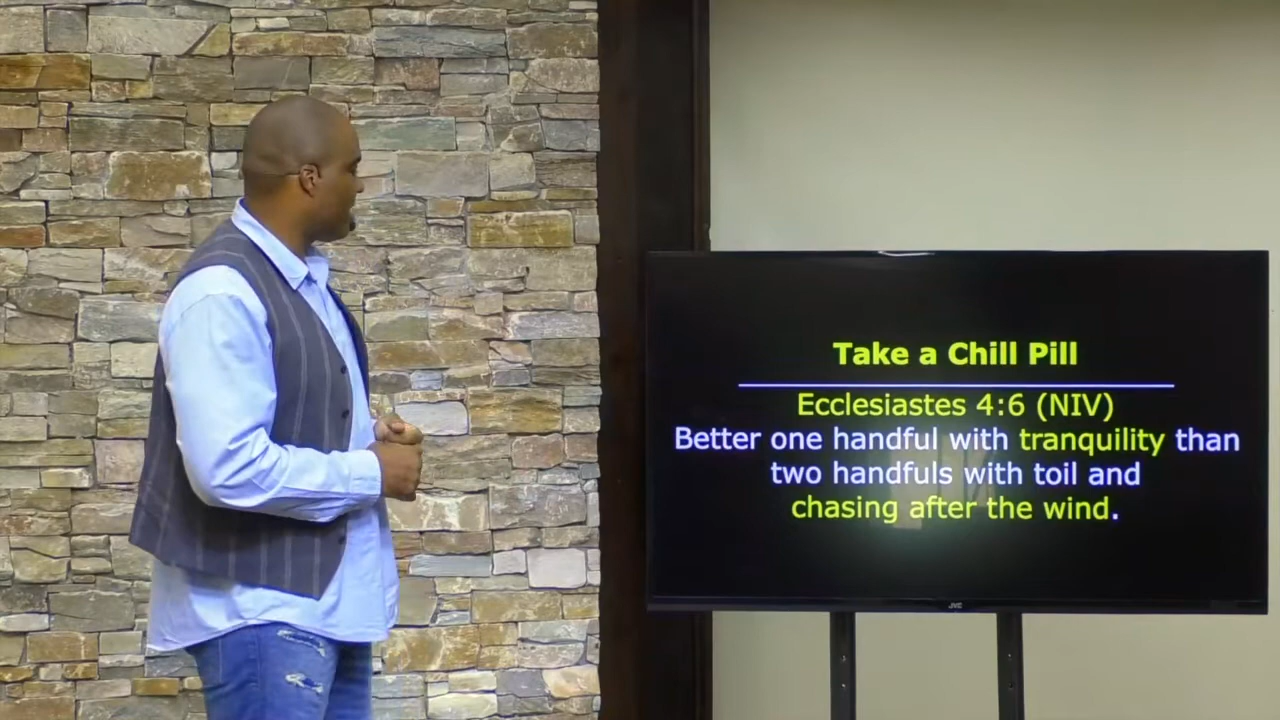 Take a Chill Pill
Ecclesiastes 4:6 (NIV)
Better one handful with tranquility than
two handfuls with toil and
chasing after the wind.
JVC